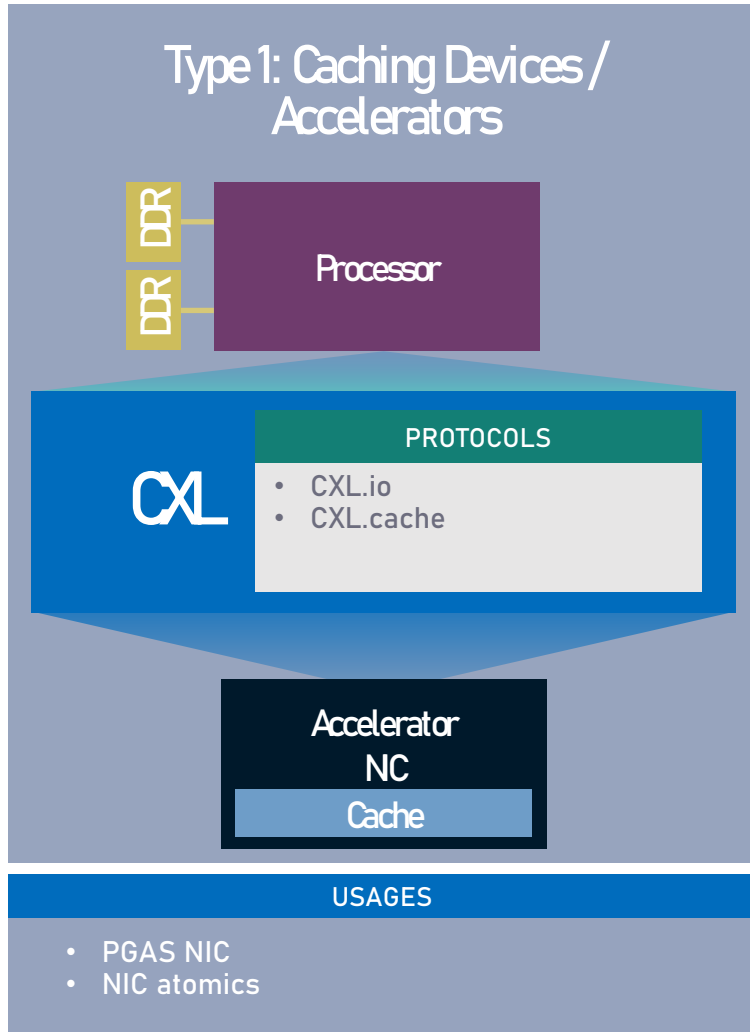 Type 1: Caching Devices /
Accelerators
DDR
DDR
Processor
PROTOCOLS
CXL
• CXL.io
• CXL.cache
Accelerator
NC
Cache
USAGES
• PGAS NIC
• NIC atomics